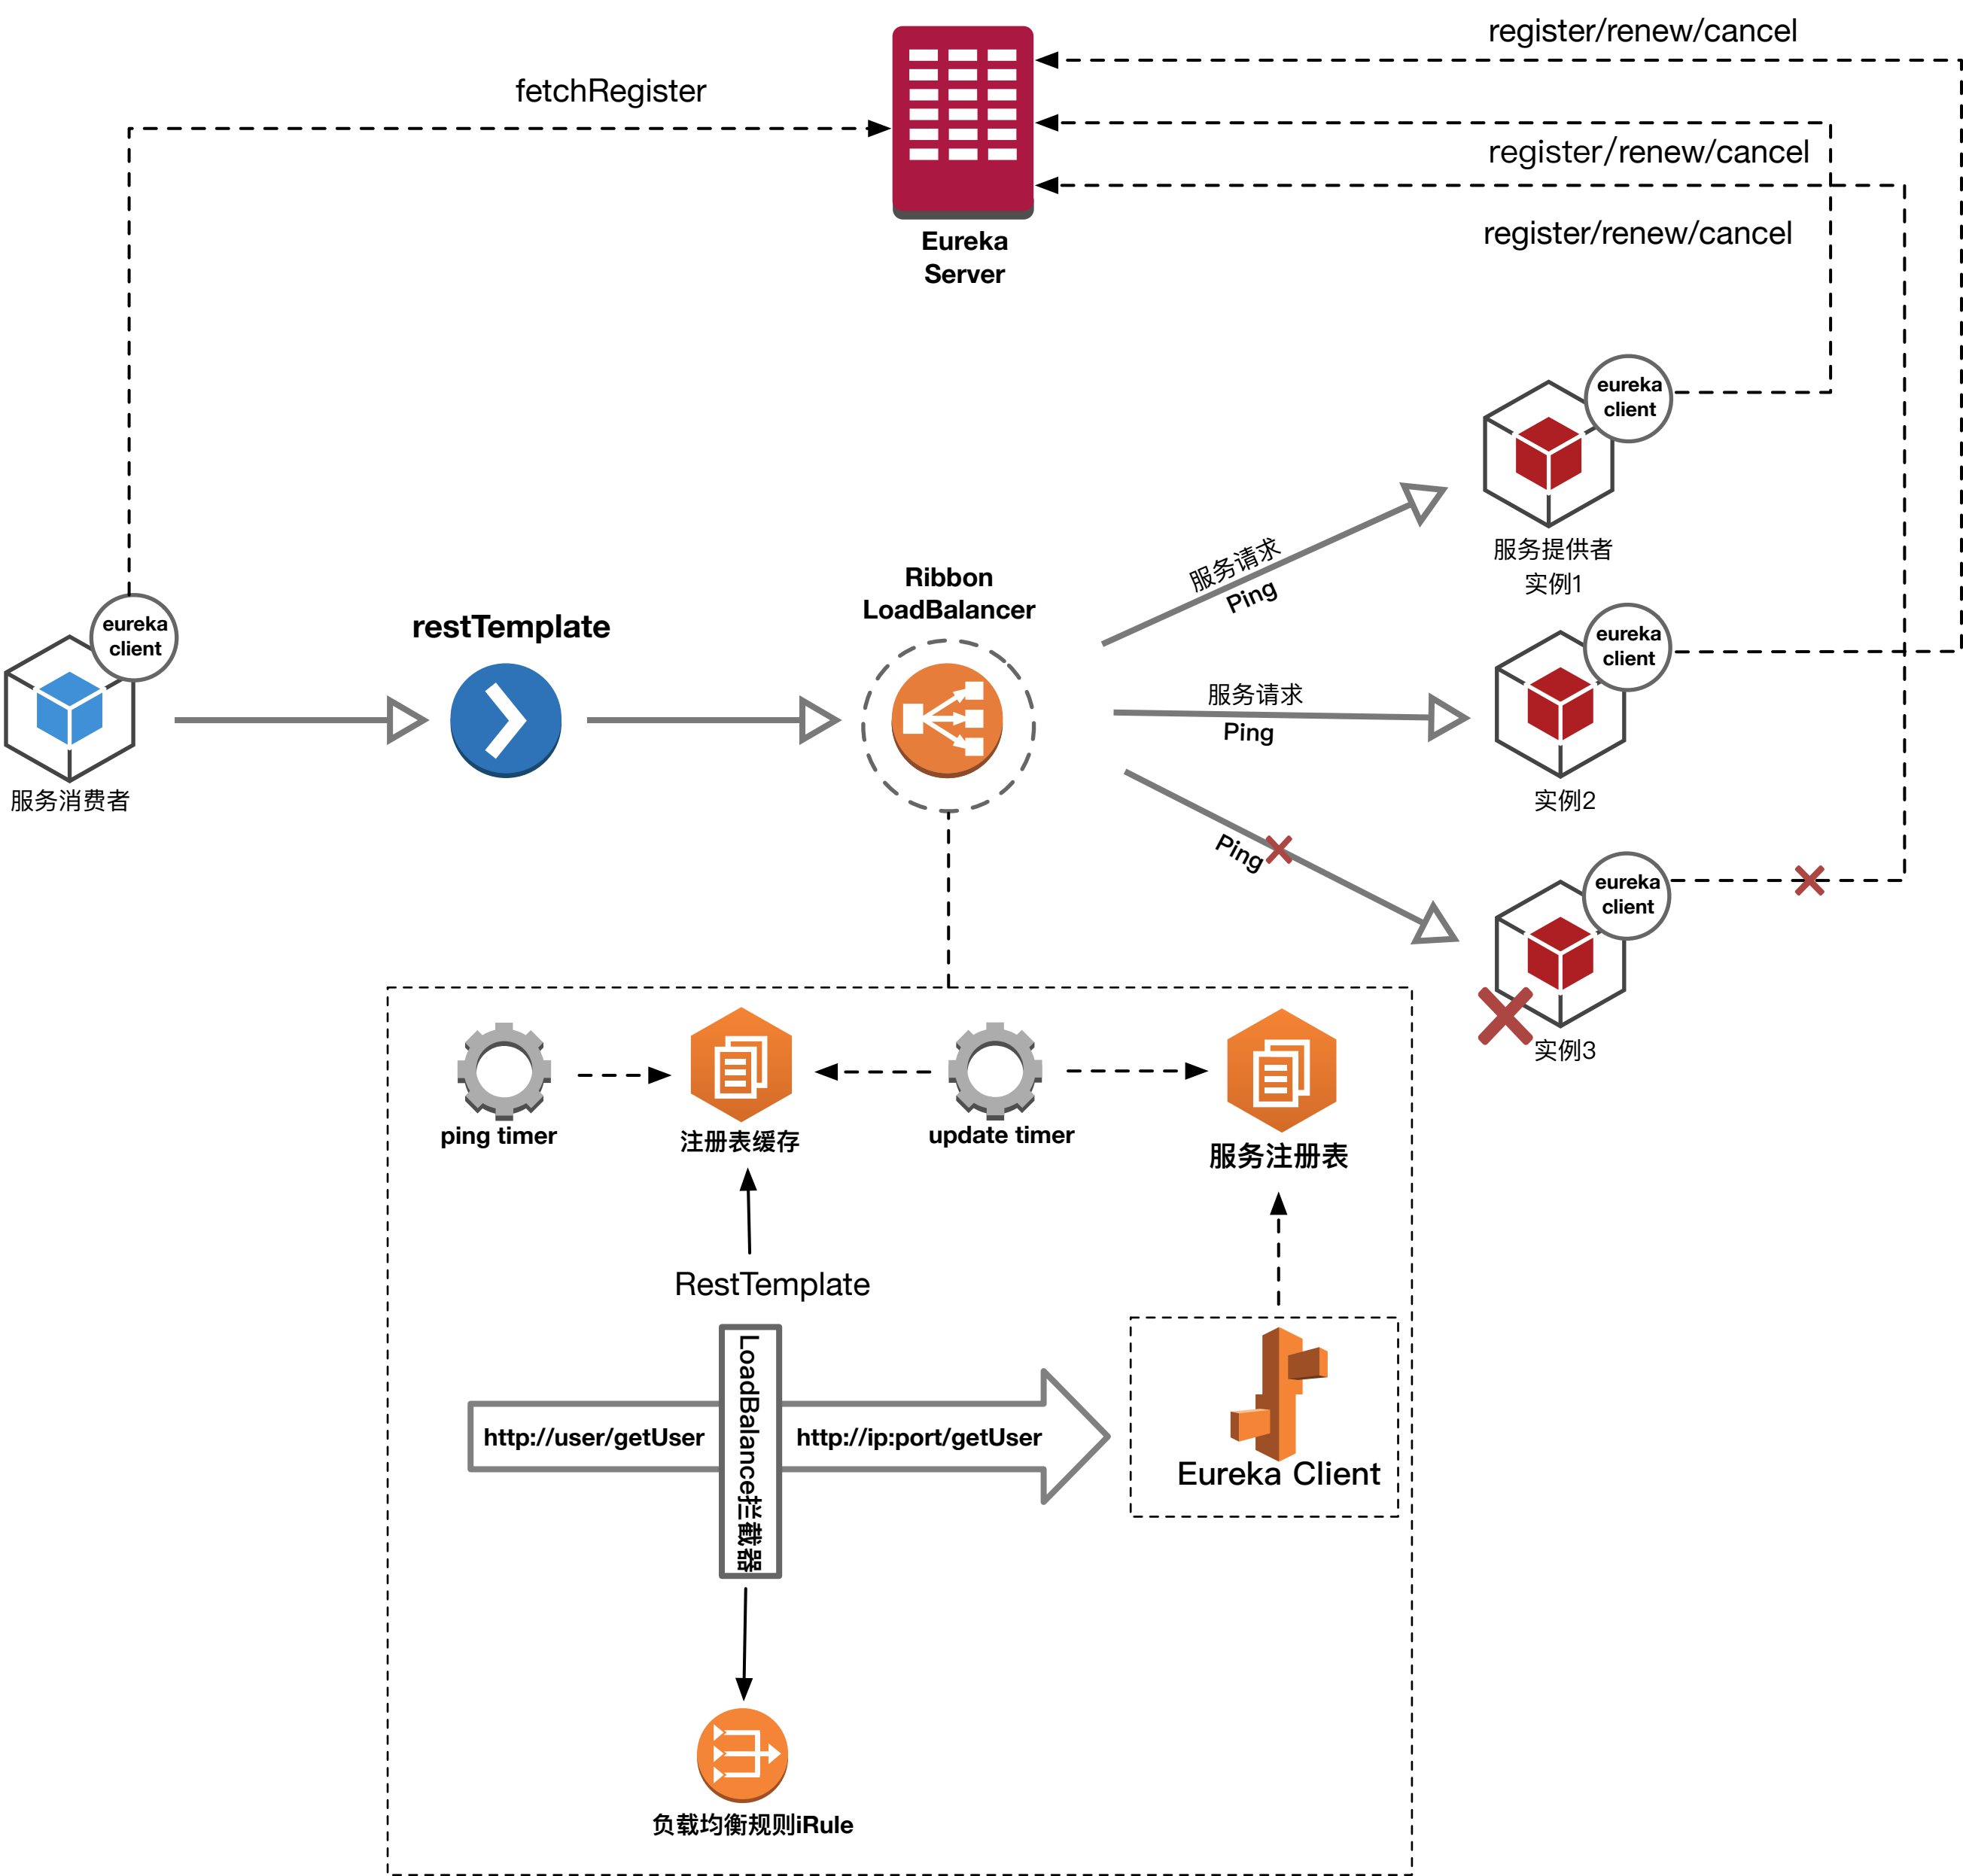 register/renew/cancel
fetchRegister
register/renew/cancel
register/renew/cancel
Eureka
Server
eureka
client
服务提供者
实例1
服务请求
Ping
Ribbon
LoadBalancer
restTemplate
eureka
client
服务消费者
eureka
client
实例2
服务请求
Ping
Ping
eureka
client
实例3
ping timer
注册表缓存
update timer
服务注册表
RestTemplate
LoadBalance拦截器
http://user/getUser
http://ip:port/getUser
Eureka Client
负载均衡规则iRule